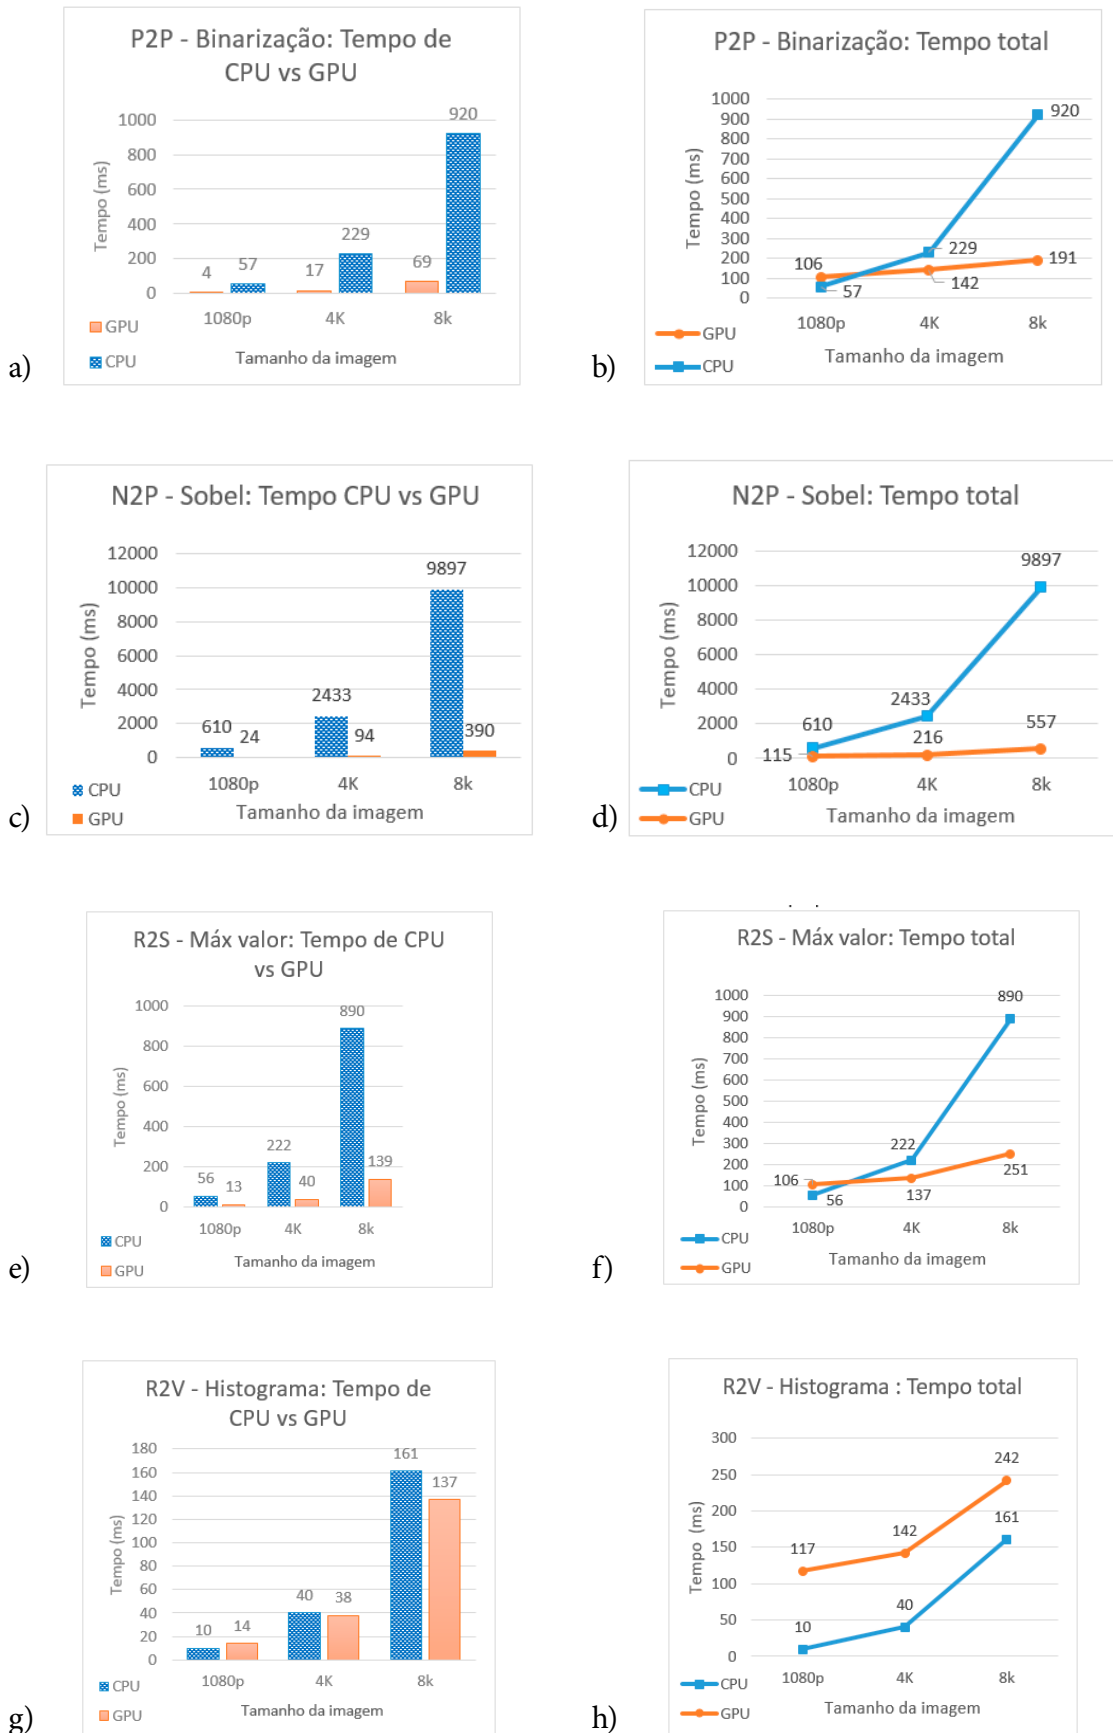 P2P - Binarização: Tempo de
CPU vs GPU
Tempo (ms)
1000
800
600
400
200
0
4
57
17
229
69
920
1080p
4K
8k
GPU
CPU
Tamanho da imagem
a)
P2P - Binarização: Tempo total
Tempo (ms)
1000
900
800
700
600
500
400
300
200
100
0
106
57
229
142
920
191
1080p
4K
8k
GPU
CPU
Tamanho da imagem
b)
N2P - Sobel: Tempo CPU vs GPU
Tempo (ms)
12000
10000
8000
6000
4000
2000
0
610
24
2433
94
9897
390
1080p
4K
8k
CPU
GPU
Tamanho da imagem
c)
N2P - Sobel: Tempo total
Tempo (ms)
12000
10000
8000
6000
4000
2000
0
610
115
2433
216
9897
557
1080p
4K
8k
CPU
GPU
Tamanho da imagem
d)
R2S - Máx valor: Tempo de CPU
vs GPU
Tempo (ms)
1000
800
600
400
200
0
56
13
222
40
890
139
1080p
4K
8k
CPU
GPU
Tamanho da imagem
e)
R2S - Máx valor: Tempo total
Tempo (ms)
1000
900
800
700
600
500
400
300
200
100
0
106
56
222
137
890
251
1080p
4K
8k
CPU
GPU
Tamanho da imagem
f)
R2V - Histograma: Tempo de
CPU vs GPU
Tempo (ms)
180
160
140
120
100
80
60
40
20
0
10
14
40
38
161
137
1080p
4K
8k
CPU
GPU
Tamanho da imagem
g)
R2V - Histograma : Tempo total
Tempo (ms)
300
250
200
150
100
50
0
117
10
142
40
242
161
1080p
4K
8k
CPU
GPU
Tamanho da imagem
h)